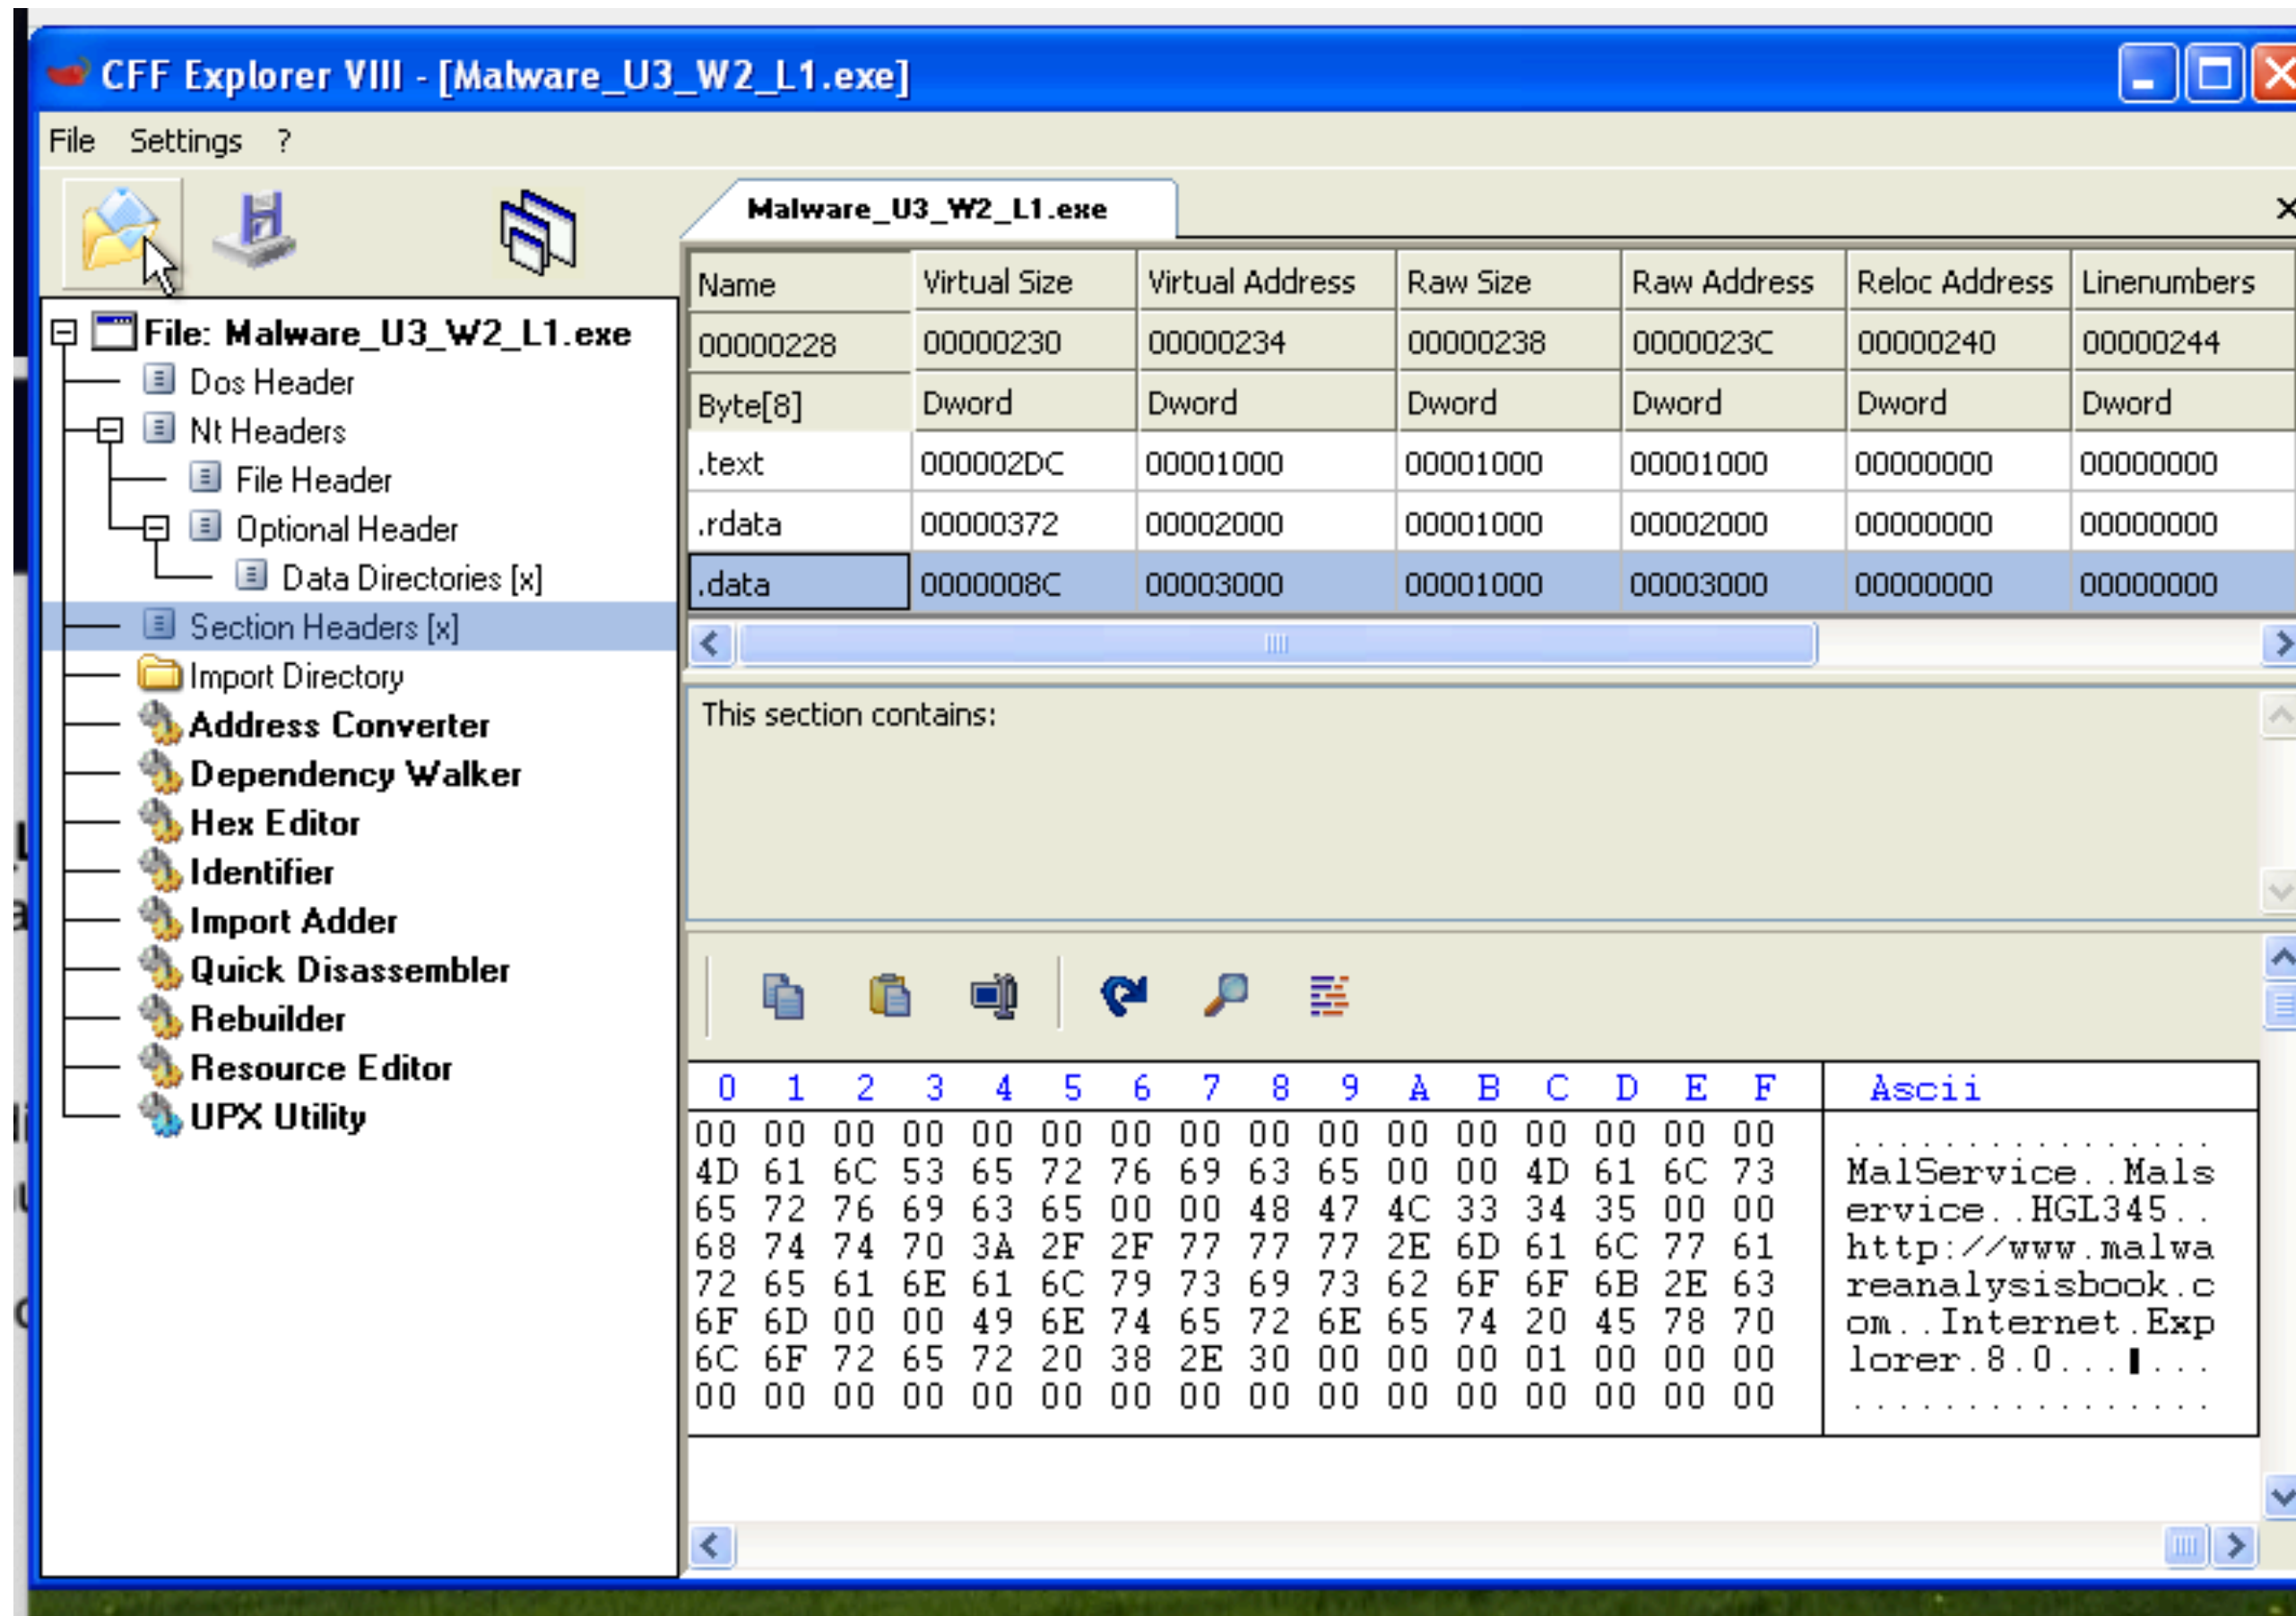 CFF Explorer VIII - [Malware_U3_W2_L1.exe]
File Settings ?
Malware_U3_W2_L1.exe
File: Malware_U3_W2_L1.exe
Dos Header
Nt Headers
File Header
Optional Header
Data Directories [x]
Section Headers [x]
Import Directory
Address Converter
Dependency Walker
Hex Editor
Identifier
Import Adder
Quick Disassembler
Rebuilder
Resource Editor
UPX Utility
Name Virtual Size Virtual Address Raw Size Raw Address Reloc Address Linenumbers
00000228 00000230 00000234 00000238 0000023C 00000240 00000244
Byte[8] Dword Dword Dword Dword Dword Dword
.text 000002DC 00001000 00001000 00001000 00000000 00000000
.rdata 00000372 00002000 00001000 00002000 00000000 00000000
.data 0000008C 00003000 00001000 00003000 00000000 00000000
This section contains:
0 1 2 3 4 5 6 7 8 9 A B C D E F Ascii
00 00 00 00 00 00 00 00 00 00 00 00 00 00 00 00 ................
4D 61 6C 53 65 72 76 69 63 65 00 00 4D 61 6C 73 MalService..Mals
65 72 76 69 63 65 00 00 48 47 4C 33 34 35 00 00 ervice..HGL345..
68 74 74 70 3A 2F 2F 77 77 77 2E 6D 61 6C 77 61 http://www.malwa
72 65 61 6E 61 6C 79 73 69 73 62 6F 6F 6B 2E 63 reanalysisbook.c
6F 6D 00 00 49 6E 74 65 72 6E 65 74 20 45 78 70 om..Internet.Exp
6C 6F 72 65 72 20 38 2E 30 00 00 00 01 00 00 00 lorer.8.0...▮...
00 00 00 00 00 00 00 00 00 00 00 00 00 00 00 00 ................